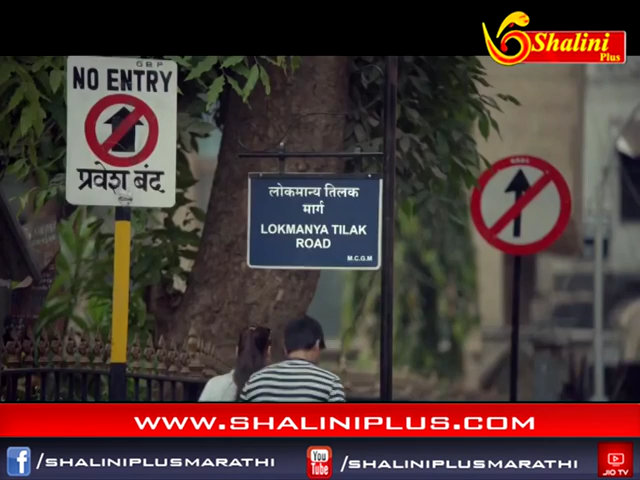 Shalini
Plus
GBP
NO ENTRY
प्रवेश बंद
लोकमान्य तिलक
मार्ग
LOKMANYA TILAK
ROAD
M.C.G.M
WWW.SHALINIPLUS.COM
/SHALINIPLUSMARATHI
You
Tube
/SHALINIPLUSMARATHI
JIO TV